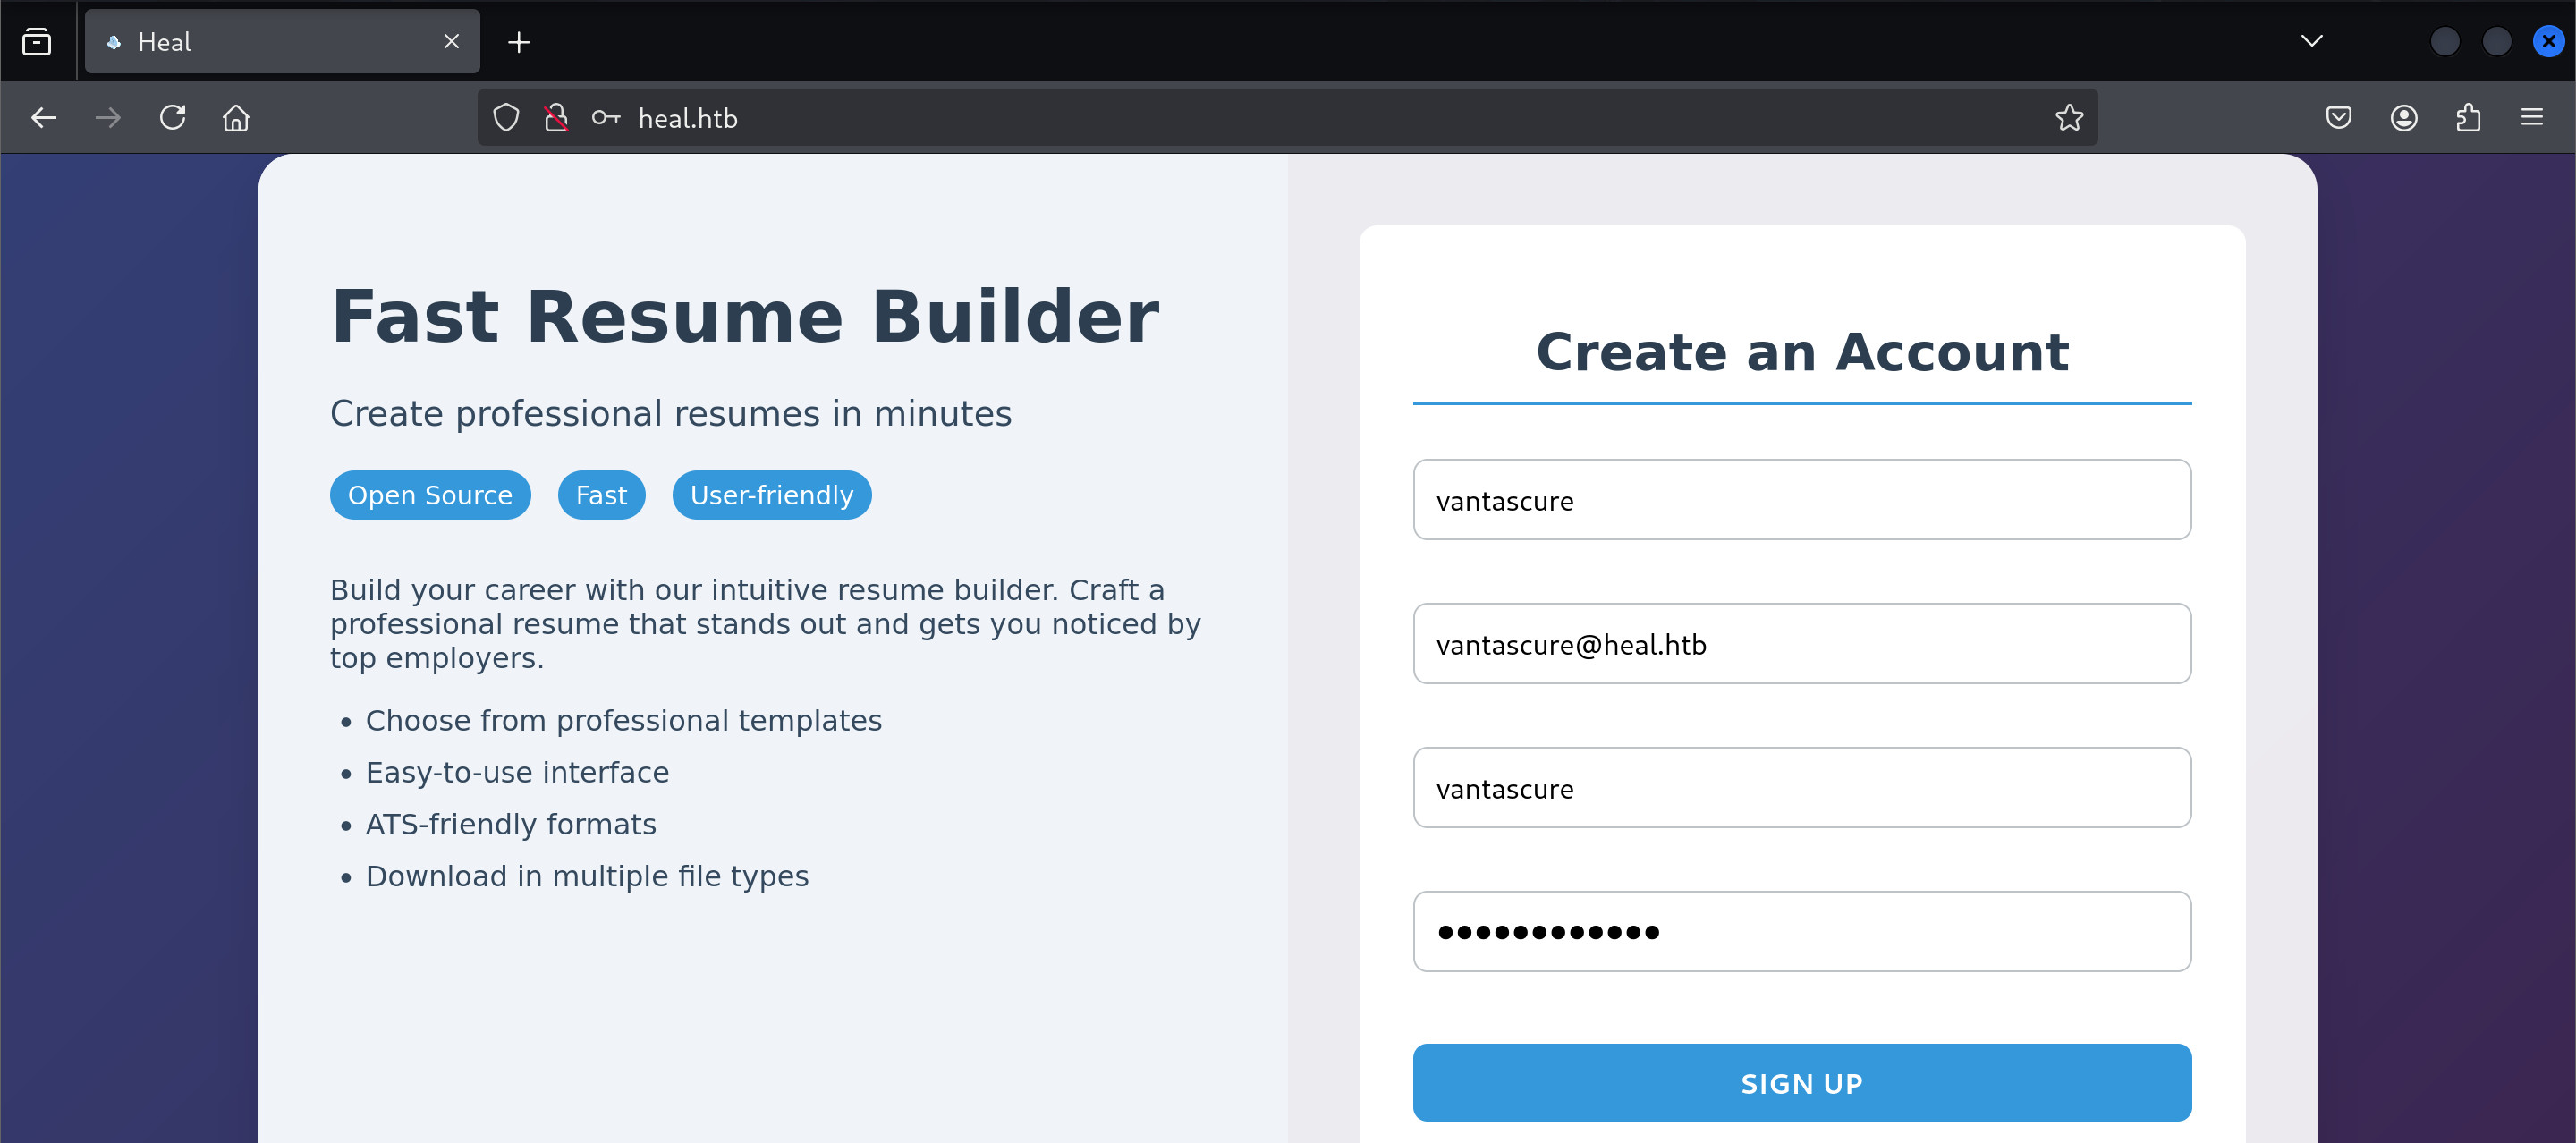 Heal
heal.htb
Fast Resume Builder
Create professional resumes in minutes
Open Source Fast User-friendly
Build your career with our intuitive resume builder. Craft a
professional resume that stands out and gets you noticed by
top employers.
• Choose from professional templates
• Easy-to-use interface
• ATS-friendly formats
• Download in multiple file types
Create an Account
vantascure
vantascure@heal.htb
vantascure
••••••••••••
SIGN UP